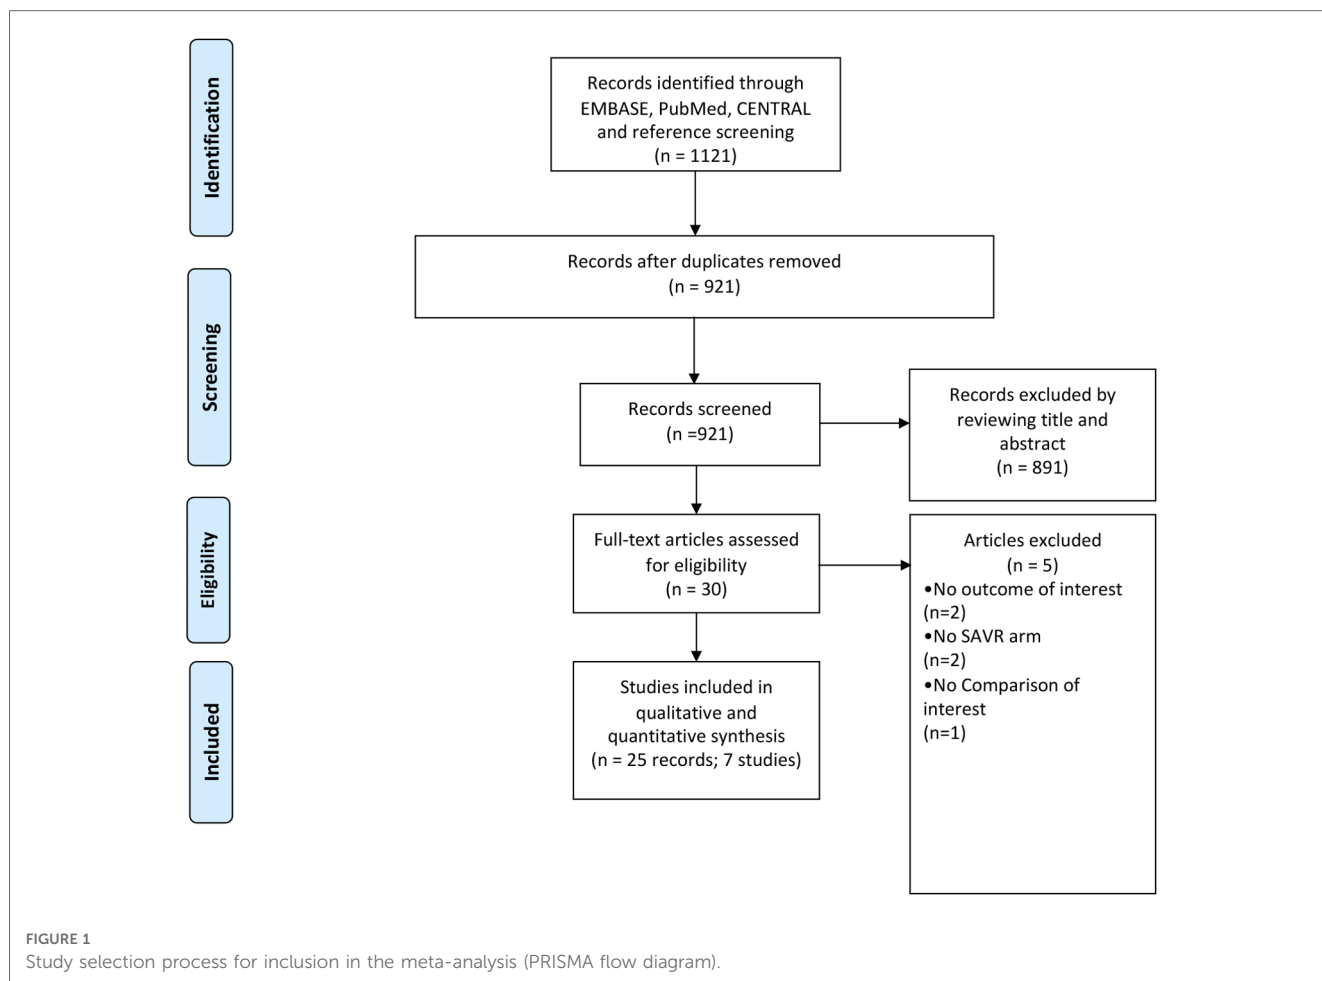 Identification
Records identified through
EMBASE, PubMed, CENTRAL
and reference screening
(n = 1121)
Records after duplicates removed
(n = 921)
Screening
Records screened
(n =921)
Records excluded by
reviewing title and
abstract
(n = 891)
Eligibility
Full-text articles assessed
for eligibility
(n = 30)
Articles excluded
(n = 5)
•No outcome of interest
(n=2)
•No SAVR arm
(n=2)
•No Comparison of
interest
(n=1)
Included
Studies included in
qualitative and
quantitative synthesis
(n = 25 records; 7 studies)
FIGURE 1
Study selection process for inclusion in the meta-analysis (PRISMA flow diagram).